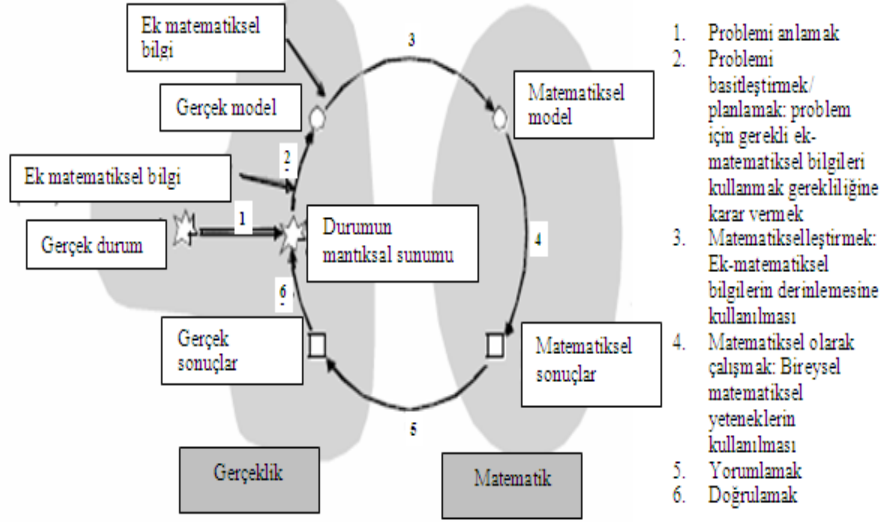 Ek matematiksel
bilgi
3
Gerçek model
Matematiksel
model
2
Ek matematiksel bilgi
1
Gerçek durum
Durumun
mantıksal sunumu
4
6
Gerçek
sonuçlar
Matematiksel
sonuçlar
5
Gerçeklik
Matematik
1. Problemi anlamak
2. Problemi
basitleştirmek/
planlamak: problem
için gerekli ek-
matematiksel bilgileri
kullanmak gerekliliğine
karar vermek
3. Matematikselleştirmek:
Ek-matematiksel
bilgilerin derinlemesine
kullanılması
4. Matematiksel olarak
çalışmak: Bireysel
matematiksel
yeteneklerin
kullanılması
5. Yorumlamak
6. Doğrulamak